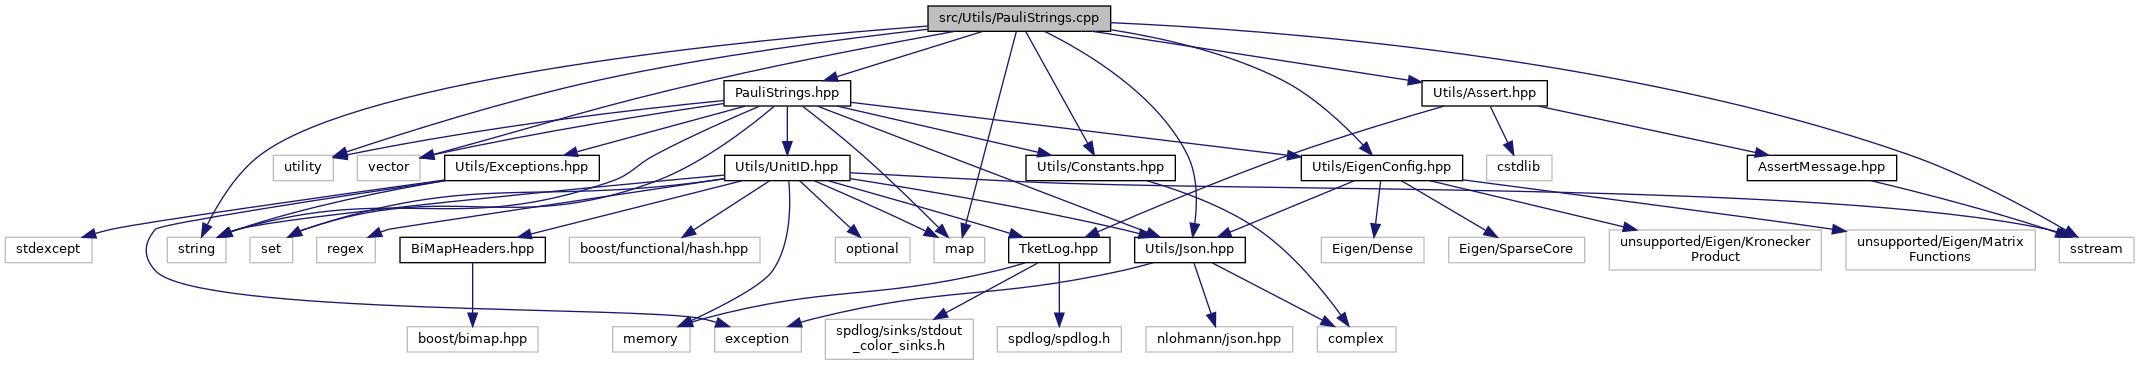 src/Utils/PauliStrings.cpp
PauliStrings.hpp
Utils/Assert.hpp
utility
vector
Utils/Exceptions.hpp
Utils/UnitID.hpp
Utils/Constants.hpp
Utils/EigenConfig.hpp
cstdlib
AssertMessage.hpp
stdexcept
string
set
regex
BiMapHeaders.hpp
boost/functional/hash.hpp
optional
map
TketLog.hpp
Utils/Json.hpp
Eigen/Dense
Eigen/SparseCore
unsupported/Eigen/Kronecker
Product
unsupported/Eigen/Matrix
Functions
sstream
boost/bimap.hpp
memory
exception
spdlog/sinks/stdout
_color_sinks.h
spdlog/spdlog.h
nlohmann/json.hpp
complex